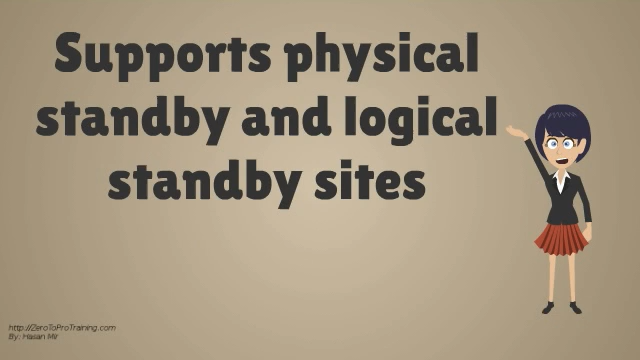 Supports physical
standby and logical
standby sites
http://ZeroToProTraining.com
By: Hasan Mir